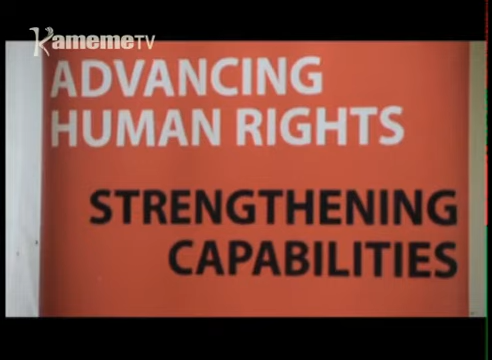 KamemeTV
ADVANCING
HUMAN RIGHTS
STRENGTHENING
CAPABILITIES